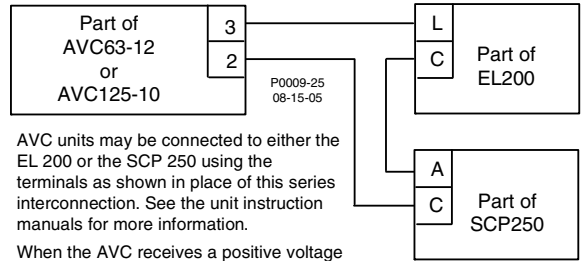 Part of
AVC63-12
or
AVC125-10
3
2
P0009-25
08-15-05
L
C
Part of
EL200
A
C
Part of
SCP250
AVC units may be connected to either the
EL 200 or the SCP 250 using the
terminals as shown in place of this series
interconnection. See the unit instruction
manuals for more information.
When the AVC receives a positive voltage